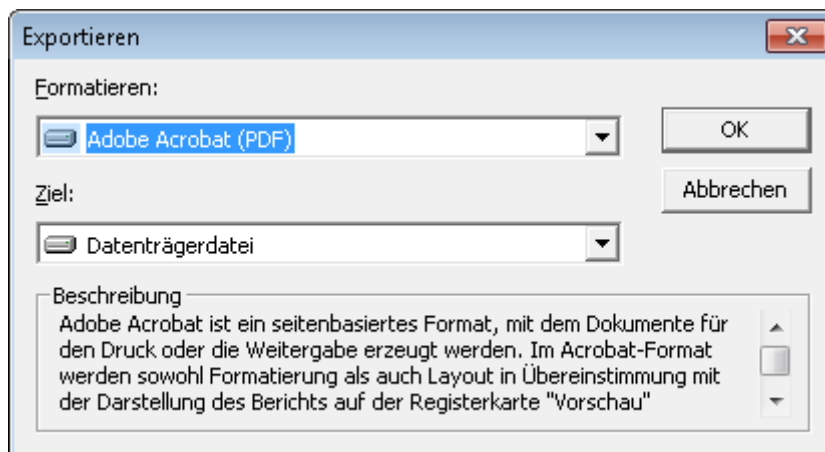 Exportieren
Formatieren:
Adobe Acrobat (PDF)
OK
Ziel:
Abbrechen
Datenträgerdatei
Beschreibung
Adobe Acrobat ist ein seitenbasiertes Format, mit dem Dokumente für
den Druck oder die Weitergabe erzeugt werden. Im Acrobat-Format
werden sowohl Formatierung als auch Layout in Übereinstimmung mit
der Darstellung des Berichts auf der Registerkarte "Vorschau"